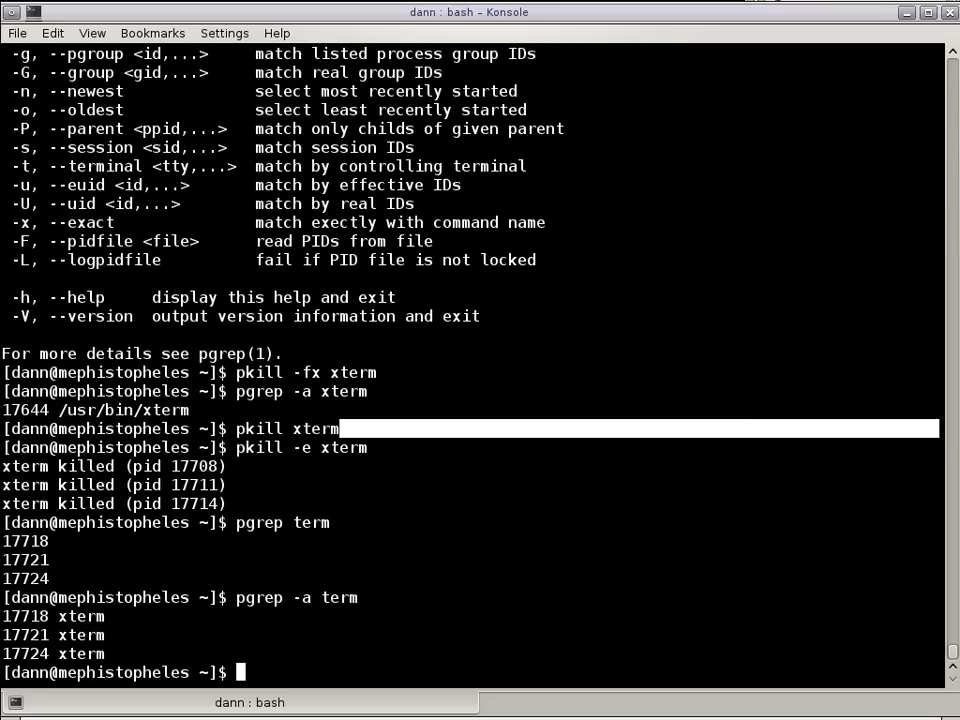 dann : bash – Konsole
File Edit View Bookmarks Settings Help
-g, --pgroup <id,...> match listed process group IDs
-G, --group <gid,...> match real group IDs
-n, --newest select most recently started
-o, --oldest select least recently started
-P, --parent <ppid,...> match only childs of given parent
-s, --session <sid,...> match session IDs
-t, --terminal <tty,...> match by controlling terminal
-u, --euid <id,...> match by effective IDs
-U, --uid <id,...> match by real IDs
-x, --exact match exectly with command name
-F, --pidfile <file> read PIDs from file
-L, --logpidfile fail if PID file is not locked
-h, --help display this help and exit
-V, --version output version information and exit
For more details see pgrep(1).
[dann@mephistopheles ~]$ pkill -fx xterm
[dann@mephistopheles ~]$ pgrep -a xterm
17644 /usr/bin/xterm
[dann@mephistopheles ~]$ pkill xterm
[dann@mephistopheles ~]$ pkill -e xterm
xterm killed (pid 17708)
xterm killed (pid 17711)
xterm killed (pid 17714)
[dann@mephistopheles ~]$ pgrep term
17718
17721
17724
[dann@mephistopheles ~]$ pgrep -a term
17718 xterm
17721 xterm
17724 xterm
[dann@mephistopheles ~]$
dann : bash